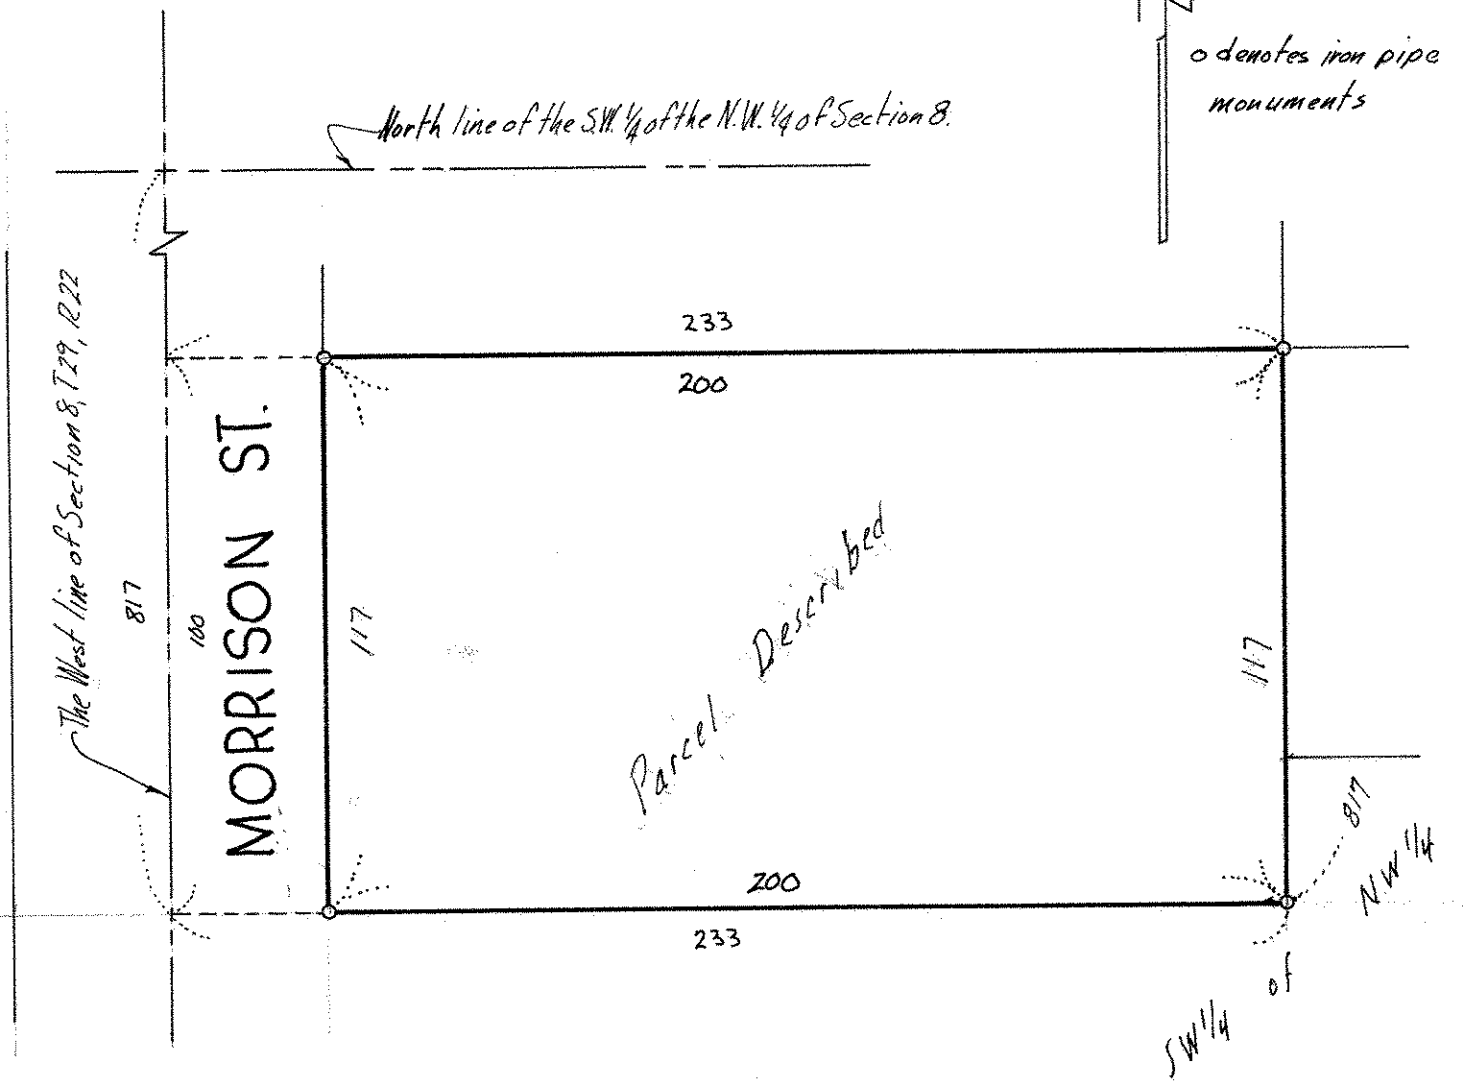 o denotes iron pipe
monuments
North line of the S.W. 1/4 of the N.W. 1/4 of Section 8.
The West line of Section 8, T29, R22
817
100
MORRISON ST.
233
200
117
Parcel Described
117
200
233
817
SW 1/4 of N.W 1/4